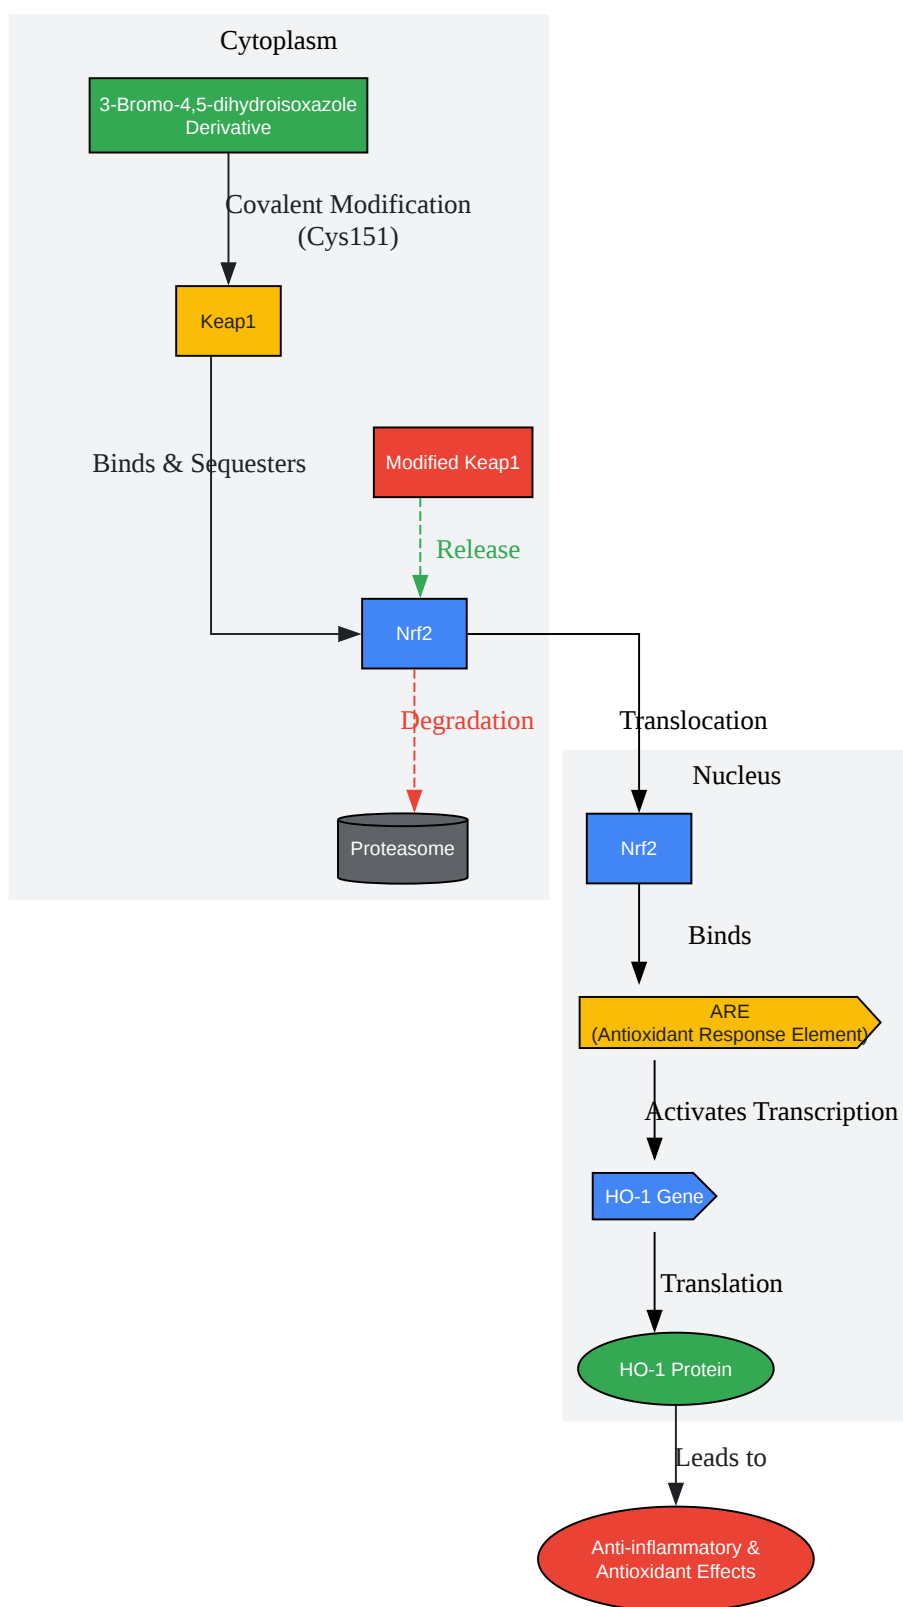 Cytoplasm
3-Bromo-4,5-dihydroisoxazole
Derivative
Covalent Modification
(Cys151)
Keap1
Binds & Sequesters
Modified Keap1
Release
Nrf2
Degradation
Translocation
Nucleus
Proteasome
Nrf2
Binds
ARE
(Antioxidant Response Element)
Activates Transcription
HO-1 Gene
Translation
HO-1 Protein
Leads to
Anti-inflammatory &
Antioxidant Effects